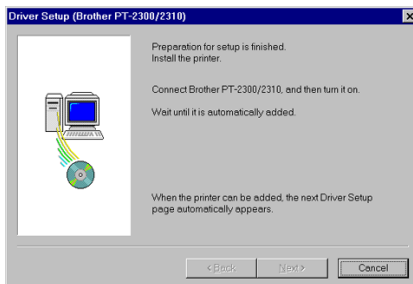 Driver Setup (Brother PT-2300/2310)
Preparation for setup is finished.
Install the printer.
Connect Brother PT-2300/2310, and then turn it on.
Wait until it is automatically added.
When the printer can be added, the next Driver Setup
page automatically appears.
< Back
Next >
Cancel